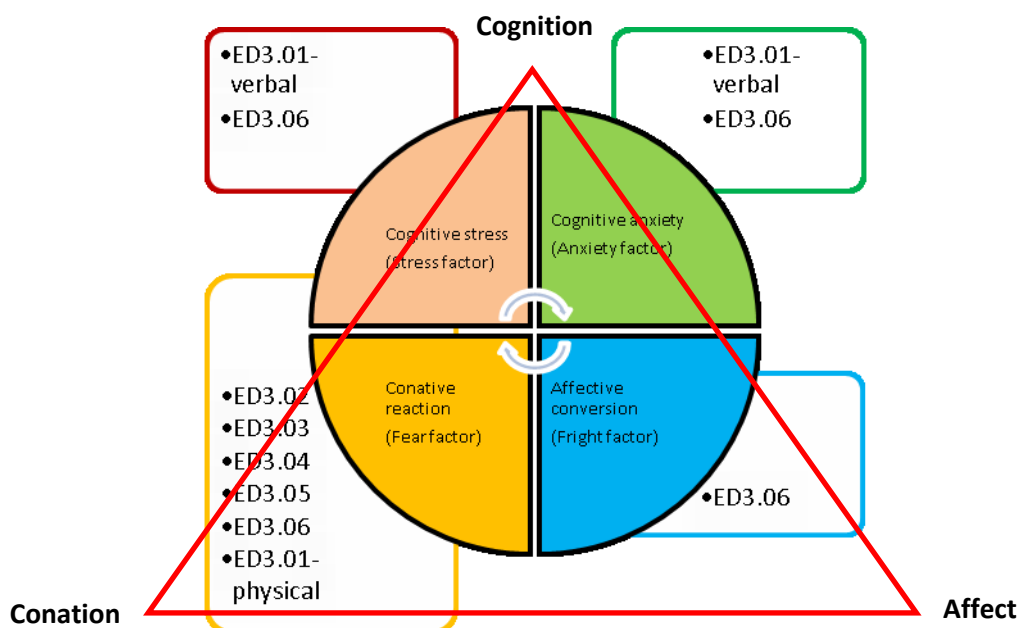 Cognition
•ED3.01-
verbal
•ED3.06
•ED3.01-
verbal
•ED3.06
Cognitive stress
(Stress factor)
Cognitive anxiety
(Anxiety factor)
Conative
reaction
(Fear factor)
Affective
conversion
(Fright factor)
•ED3.02
•ED3.03
•ED3.04
•ED3.05
•ED3.06
•ED3.01-
physical
•ED3.06
Conation
Affect